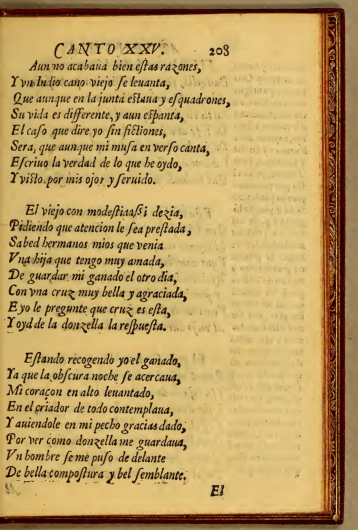 CANTO XXV. 208
Aun no acabaua bien estas razones,
Y vn Indio cano viejo se leuanta,
Que aunque en la junta estaua y esquadrones,
Su vida es differente, y aun espanta,
El caso que dire yo sin fictiones,
Sera, que aunque mi musa en verso canta,
Escriuo la verdad de lo que he oydo,
Y visto por mis ojos y seruido.
El viejo con modestia assi dezia,
Pidiendo que atencion le sea prestada,
Sabed hermanos mios que venia
Vna hija que tengo muy amada,
De guardar mi ganado el otro dia,
Con vna cruz muy bella y agraciada,
E yo le pregunte que cruz es esta,
Y oyd de la donzella la respuesta.
Estando recogendo yo el ganado,
Ya que la obscura noche se acercaua,
Mi coraçon en alto leuantado,
En el criador de todo contemplaua,
Y auiendole en mi pecho gracias dado,
Por ver como donzella me guardaua,
Vn hombre se me puso de delante
De bella compostura y bel semblante.
El